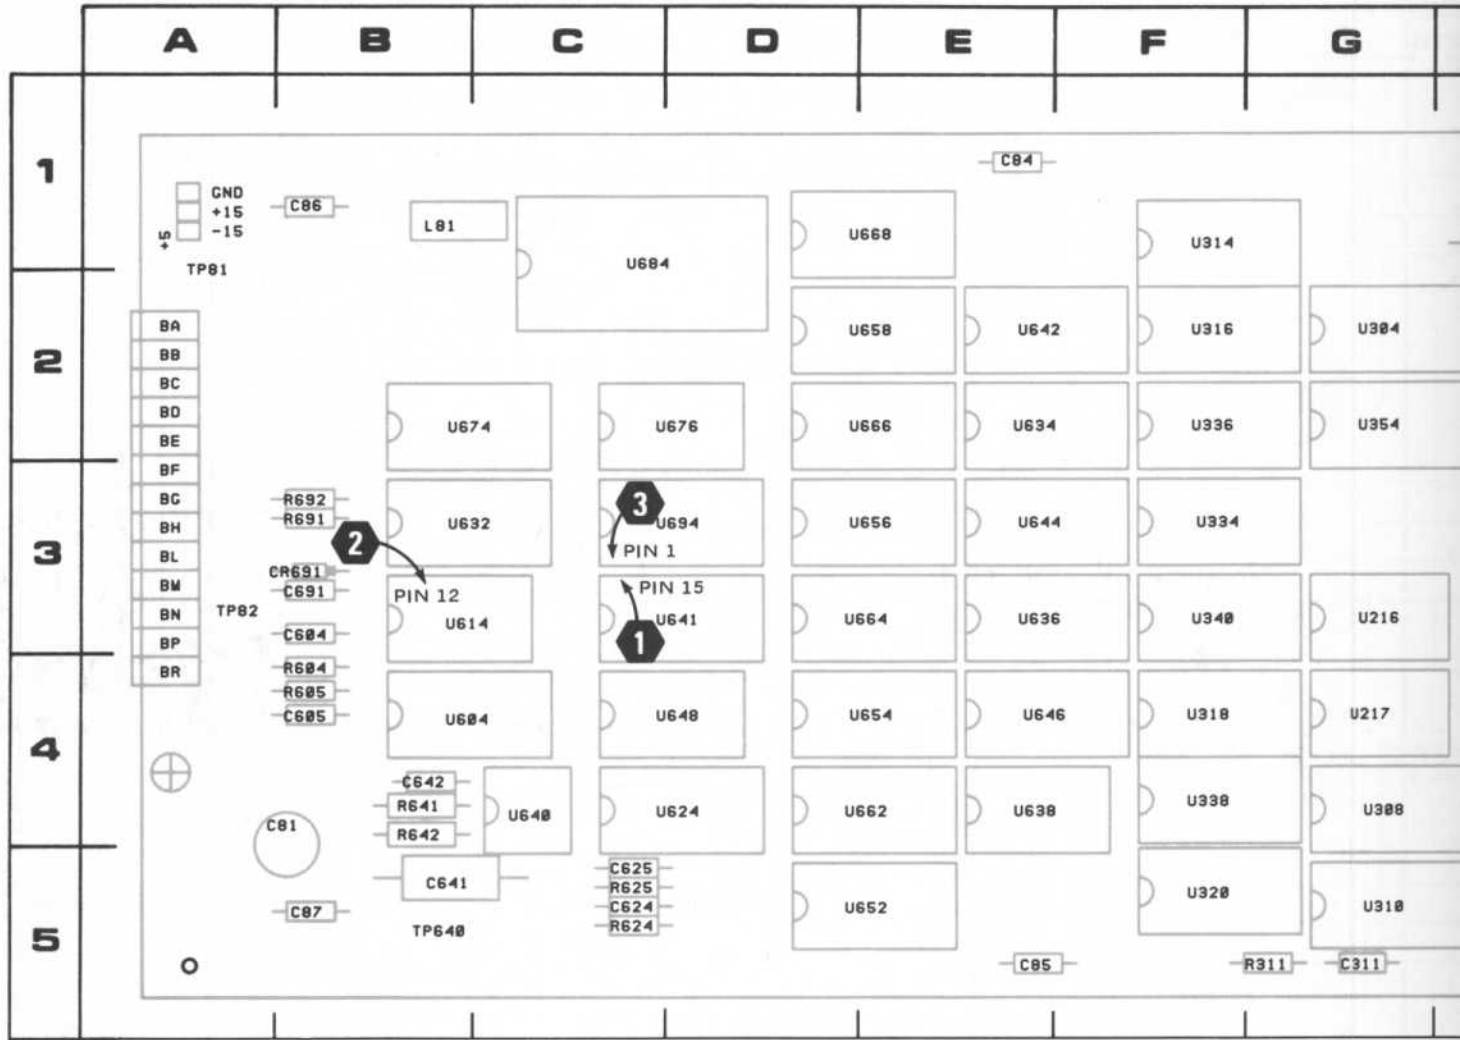 A B C D E F G
1
C84
GND
+15
-15
+5
C86
L81
U684
U668
U314
TP81
BA
BB
BC
BD
BE
BF
BG
BH
BL
BM
BN
BP
BR
2
U658 U642 U316 U304
U674 U676 U666 U634 U336 U354
3
R692
R691
2
U632
3
U694
PIN 1
U656 U644 U334
CR691
C691
PIN 12
PIN 15
TP82
C604
U614
U641
1
U664 U636 U340 U216
R604
R605
C605
4
U604 U648 U654 U646 U318 U217
C642
R641
R642
U640 U624 U662 U638 U338 U308
C81
5
C641
C625
R625
C624
R624
U652 U320 U310
C87
TP640
C85
R311
C311